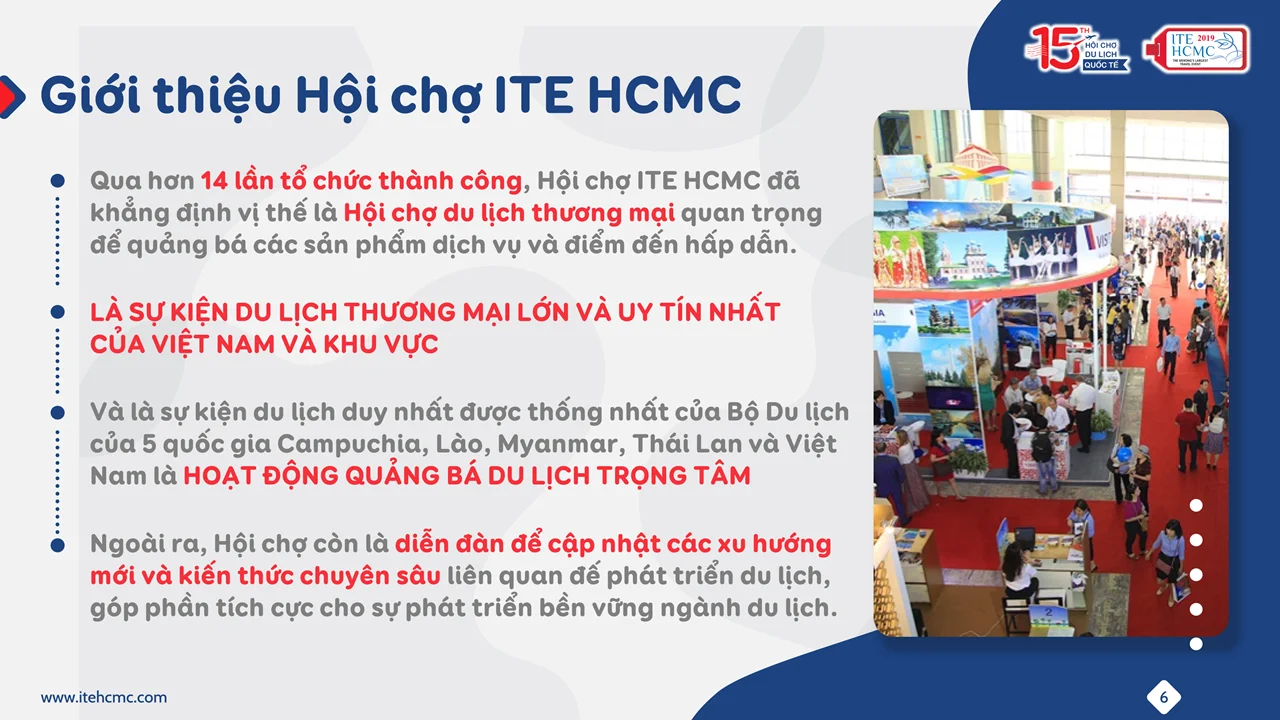 15TH
HỘI CHỢ
DU LỊCH
QUỐC TẾ
ITE 2019
HCMC
THE MEKONG'S LARGEST
TRAVEL EVENT
Giới thiệu Hội chợ ITE HCMC
Qua hơn 14 lần tổ chức thành công, Hội chợ ITE HCMC đã
khẳng định vị thế là Hội chợ du lịch thương mại quan trọng
để quảng bá các sản phẩm dịch vụ và điểm đến hấp dẫn.
LÀ SỰ KIỆN DU LỊCH THƯƠNG MẠI LỚN VÀ UY TÍN NHẤT
CỦA VIỆT NAM VÀ KHU VỰC
Và là sự kiện du lịch duy nhất được thống nhất của Bộ Du lịch
của 5 quốc gia Campuchia, Lào, Myanmar, Thái Lan và Việt
Nam là HOẠT ĐỘNG QUẢNG BÁ DU LỊCH TRỌNG TÂM
Ngoài ra, Hội chợ còn là diễn đàn để cập nhật các xu hướng
mới và kiến thức chuyên sâu liên quan đế phát triển du lịch,
góp phần tích cực cho sự phát triển bền vững ngành du lịch.
VISIT
2
www.itehcmc.com
6